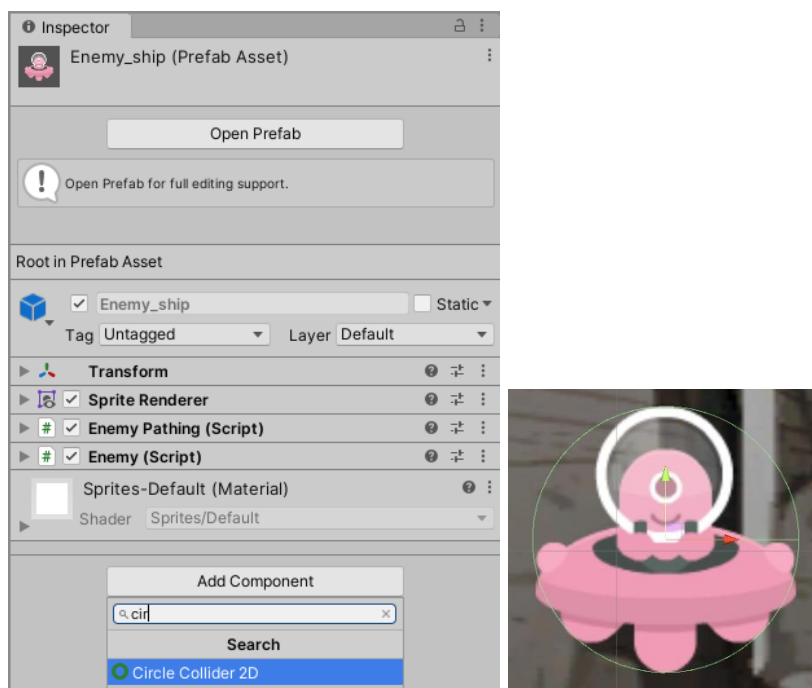 Inspector
Enemy_ship (Prefab Asset)
Open Prefab
Open Prefab for full editing support.
Root in Prefab Asset
Enemy_ship Static
Tag Untagged Layer Default
Transform
Sprite Renderer
# Enemy Pathing (Script)
# Enemy (Script)
Sprites-Default (Material)
Shader Sprites/Default
Add Component
cir
Search
Circle Collider 2D